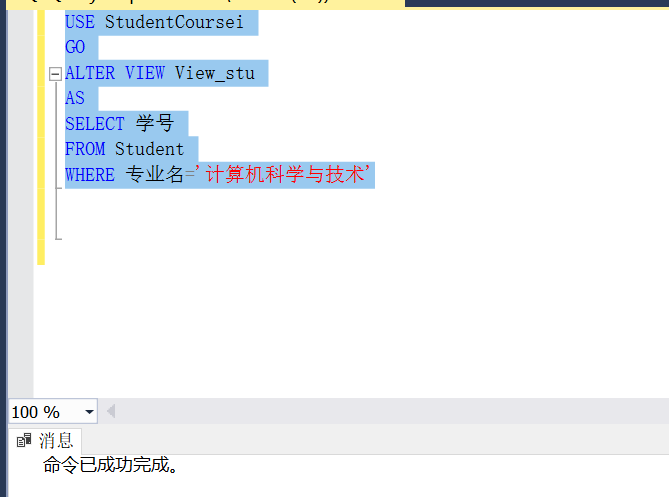 USE StudentCoursei
GO
ALTER VIEW View_stu
AS
SELECT 学号
FROM Student
WHERE 专业名='计算机科学与技术'
100 %
消息
命令已成功完成。